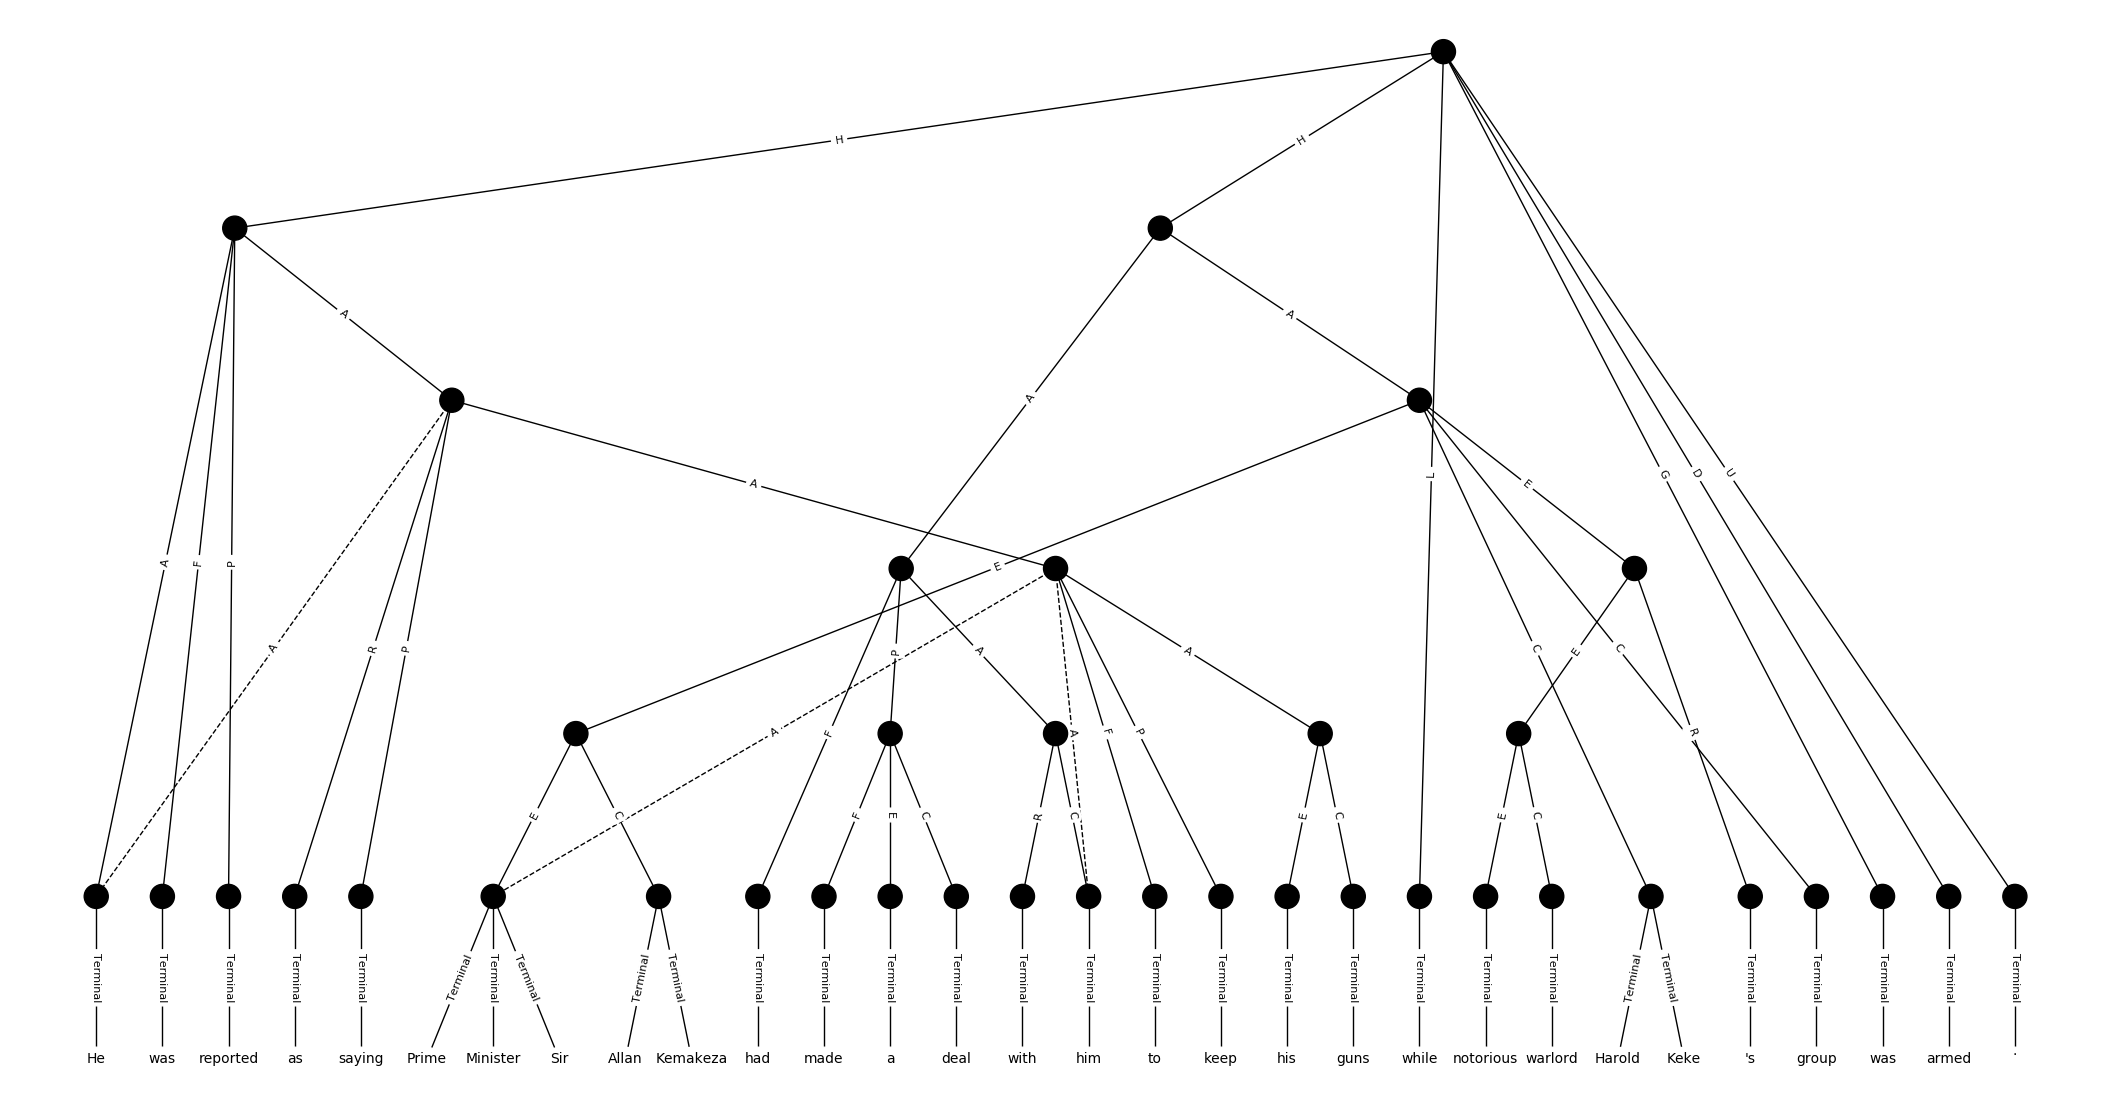 H
H
A
A
A
L
G
D
U
A
E
A
F
P
E
A
R
P
P
A
A
C
E
C
A
F
A
F
P
R
E
C
F
E
C
R
C
E
C
E
C
Terminal Terminal Terminal Terminal Terminal Terminal Terminal Terminal Terminal Terminal Terminal Terminal Terminal Terminal Terminal Terminal Terminal Terminal Terminal Terminal Terminal Terminal Terminal Terminal Terminal Terminal Terminal Terminal Terminal Terminal
He was reported as saying Prime Minister Sir Allan Kemakeza had made a deal with him to keep his guns while notorious warlord Harold Keke 's group was armed .